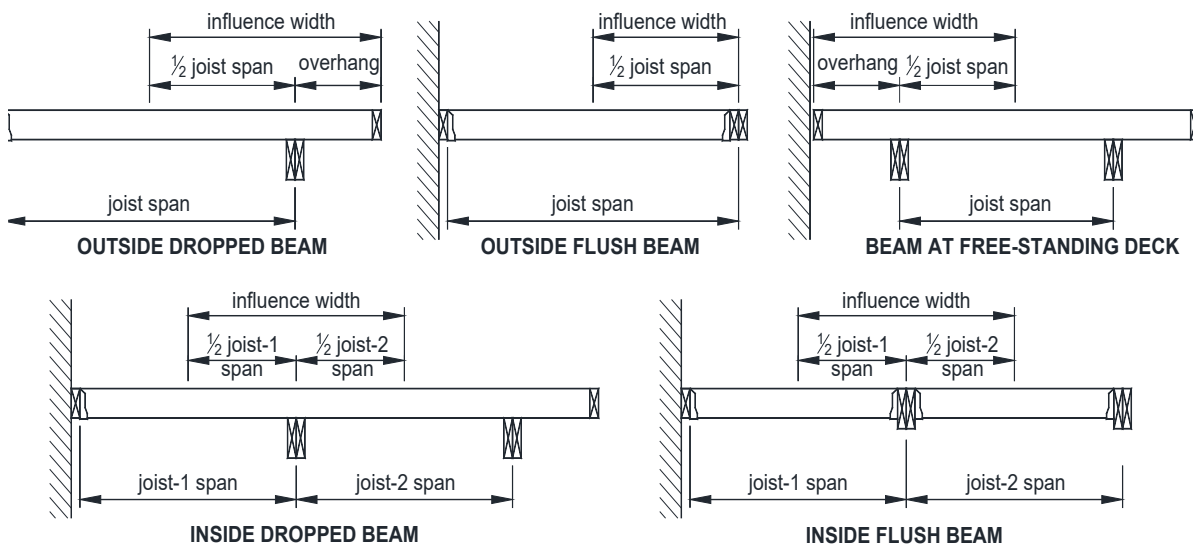 influence width
½ joist span
overhang
joist span
OUTSIDE DROPPED BEAM
influence width
½ joist span
joist span
OUTSIDE FLUSH BEAM
influence width
overhang
½ joist span
joist span
BEAM AT FREE-STANDING DECK
influence width
½ joist-1
span
½ joist-2
span
joist-1 span
joist-2 span
INSIDE DROPPED BEAM
influence width
½ joist-1
span
½ joist-2
span
joist-1 span
joist-2 span
INSIDE FLUSH BEAM